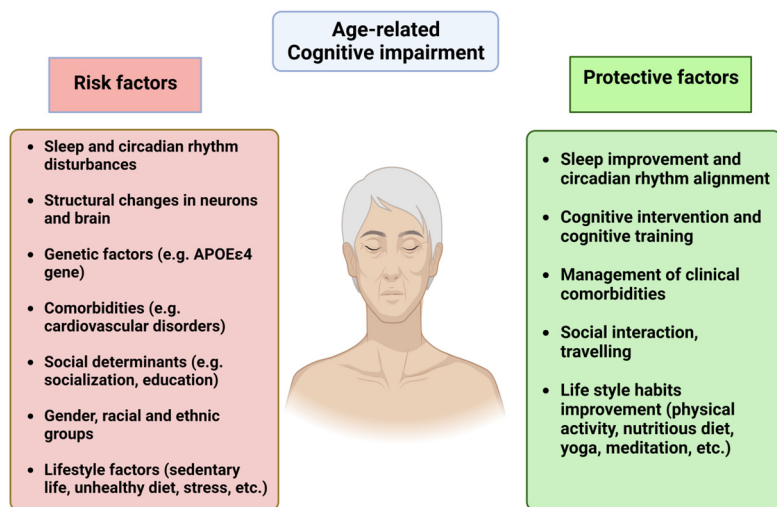 Age-related
Cognitive impairment
Risk factors
• Sleep and circadian rhythm
disturbances
• Structural changes in neurons
and brain
• Genetic factors (e.g. APOEε4
gene)
• Comorbidities (e.g.
cardiovascular disorders)
• Social determinants (e.g.
socialization, education)
• Gender, racial and ethnic
groups
• Lifestyle factors (sedentary
life, unhealthy diet, stress, etc.)
Protective factors
• Sleep improvement and
circadian rhythm alignment
• Cognitive intervention and
cognitive training
• Management of clinical
comorbidities
• Social interaction,
travelling
• Life style habits
improvement (physical
activity, nutritious diet,
yoga, meditation, etc.)